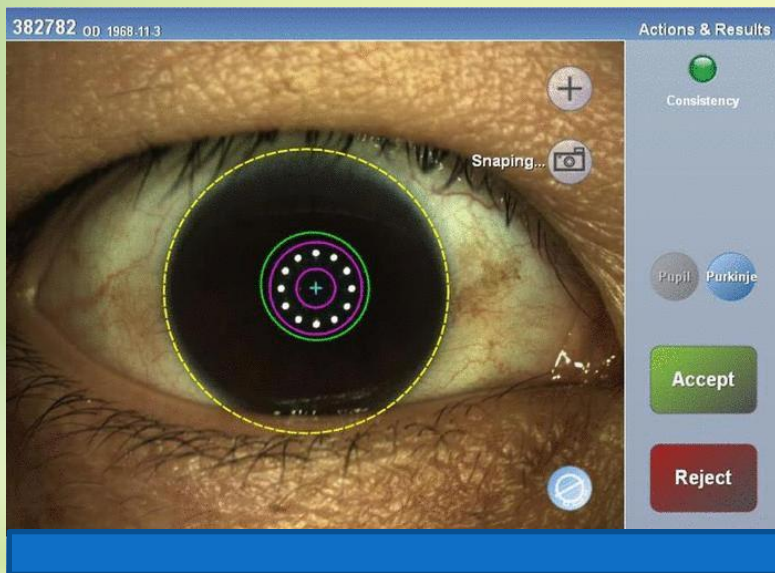 382782 OD 1968-11-3
Actions & Results
Consistency
Snaping...
Pupil
Purkinje
Accept
Reject